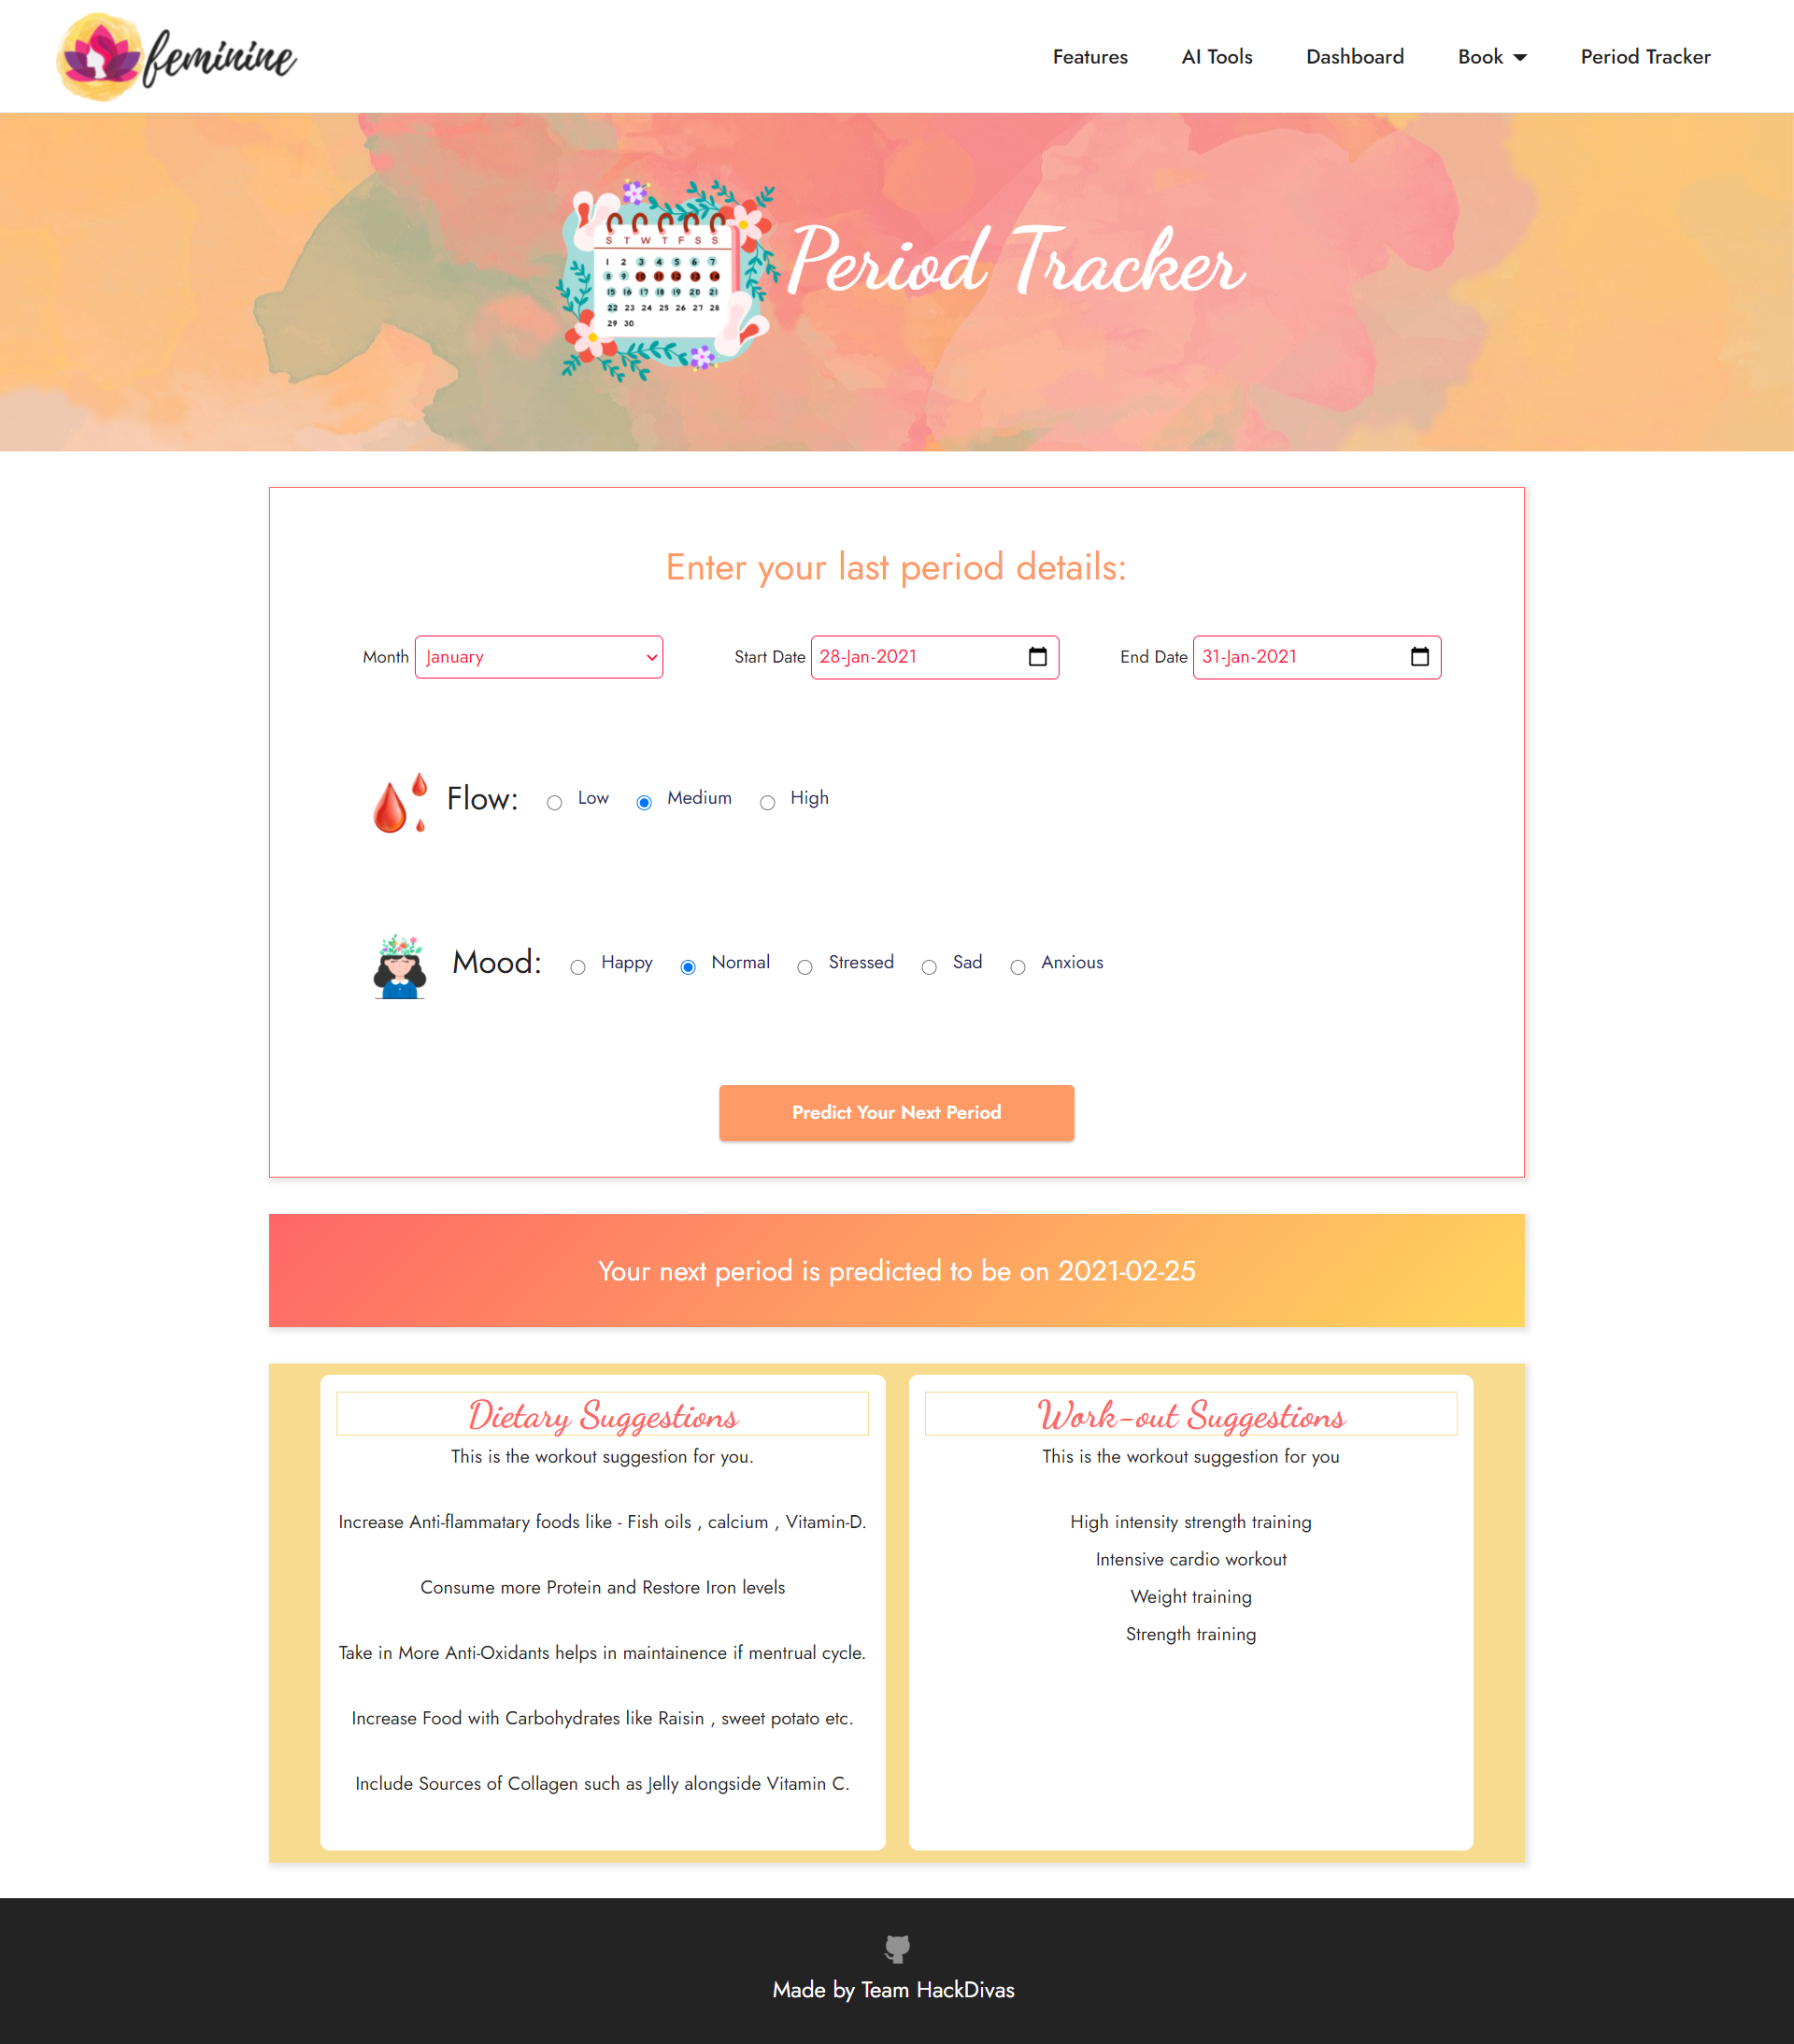 feminine
Features AI Tools Dashboard Book Period Tracker
S T W T F S S
1 2 3 4 5 6 7
8 9 10 11 12 13 14
15 16 17 18 19 20 21
22 23 24 25 26 27 28
29 30
Period Tracker
Enter your last period details:
Month January Start Date 28-Jan-2021 End Date 31-Jan-2021
Flow: Low Medium High
Mood: Happy Normal Stressed Sad Anxious
Predict Your Next Period
Your next period is predicted to be on 2021-02-25
Dietary Suggestions
This is the workout suggestion for you.
Increase Anti-flammatary foods like - Fish oils , calcium , Vitamin-D.
Consume more Protein and Restore Iron levels
Take in More Anti-Oxidants helps in maintainence if mentrual cycle.
Increase Food with Carbohydrates like Raisin , sweet potato etc.
Include Sources of Collagen such as Jelly alongside Vitamin C.
Work-out Suggestions
This is the workout suggestion for you
High intensity strength training
Intensive cardio workout
Weight training
Strength training
Made by Team HackDivas